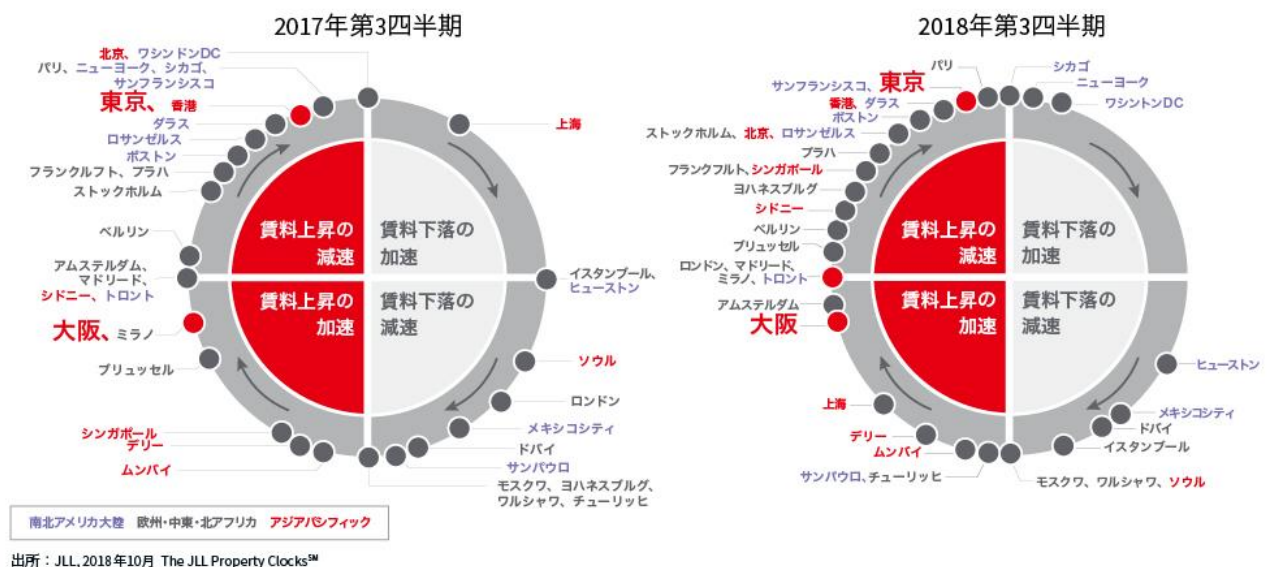 2017年第3四半期
北京、ワシンドンDC
パリ、ニューヨーク、シカゴ、
サンフランシスコ
東京、香港
ダラス
ロサンゼルス
ボストン
フランクルフト、プラハ
ストックホルム
ベルリン
アムステルダム、
マドリード、
シドニー、トロント
大阪、ミラノ
ブリュッセル
シンガポール
デリー
ムンバイ
上海
イスタンブール、
ヒューストン
ソウル
ロンドン
メキシコシティ
ドバイ
サンパウロ
モスクワ、ヨハネスブルグ、
ワルシャワ、チューリッヒ
賃料上昇の
減速
賃料下落の
加速
賃料上昇の
加速
賃料下落の
減速
2018年第3四半期
パリ
シカゴ
ニューヨーク
ワシントンDC
サンフランシスコ、東京
香港、ダラス
ボストン
ストックホルム、北京、ロサンゼルス
プラハ
フランクフルト、シンガポール
ヨハネスブルグ
シドニー
ベルリン
ブリュッセル
ロンドン、マドリード、
ミラノ、トロント
アムステルダム
大阪
上海
デリー
ムンバイ
サンパウロ、チューリッヒ
ヒューストン
メキシコシティ
ドバイ
イスタンブール
モスクワ、ワルシャワ、ソウル
賃料上昇の
減速
賃料下落の
加速
賃料上昇の
加速
賃料下落の
減速
南北アメリカ大陸 欧州・中東・北アフリカ アジアパシフィック
出所：JLL, 2018年10月 The JLL Property Clocks℠